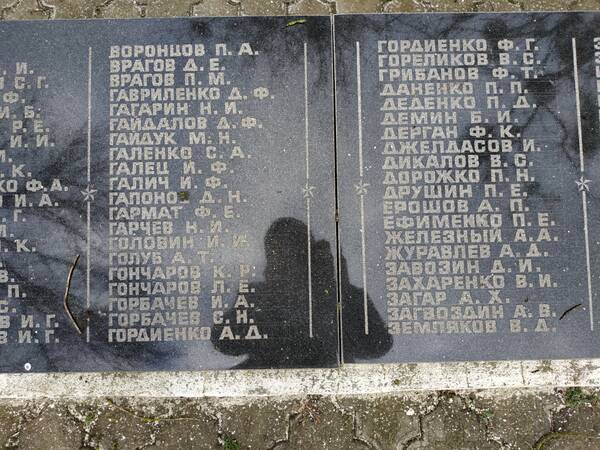 ВОРОНЦОВ П. А.
ВРАГОВ Д. Е.
ВРАГОВ П. М.
ГАВРИЛЕНКО Д. Ф.
ГАГАРИН Н. И.
ГАЙДАЛОВ Д. Ф.
ГАЙДУК М. Н.
ГАЛЕНКО С. А.
ГАЛЕЦ И. Ф.
ГАЛИЧ И. Ф.
ГАПОНОВ Д. Н.
ГАРМАТ Ф. Е.
ГАРЧЕВ Н. И.
ГОЛОВИН И. И.
ГОЛУБ А. Т.
ГОНЧАРОВ К. Р.
ГОНЧАРОВ Л. Е.
ГОРБАЧЕВ И. А.
ГОРБАЧЕВ С. Н.
ГОРДИЕНКО А. Д.
ГОРДИЕНКО Ф. Г.
ГОРЕЛИКОВ В. С.
ГРИБАНОВ Ф. Т.
ДАНЕНКО П. П.
ДЕДЕНКО П. Д.
ДЕМИН Б. И.
ДЕРГАН Ф. К.
ДЖЕЛДАСОВ И.
ДИКАЛОВ В. С.
ДОРОЖКО П. Н.
ДРУШИН П. Е.
ЕРОШОВ А. П.
ЕФИМЕНКО П. Е.
ЖЕЛЕЗНЫЙ А. А.
ЖУРАВЛЕВ А. Д.
ЗАВОЗИН Д. И.
ЗАХАРЕНКО В. И.
ЗАГАР А. Х.
ЗАГВОЗДИН А. В.
ЗЕМЛЯКОВ В. Д.